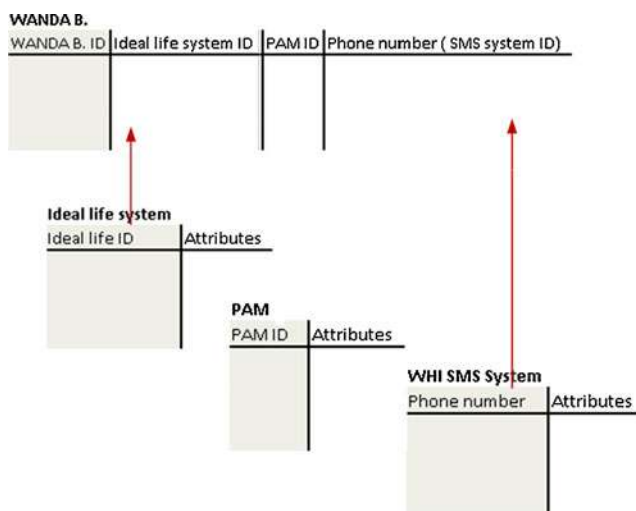 WANDA B.
WANDA B. ID Ideal life system ID PAM ID Phone number ( SMS system ID)
Ideal life system
Ideal life ID Attributes
PAM
PAM ID Attributes
WHI SMS System
Phone number Attributes